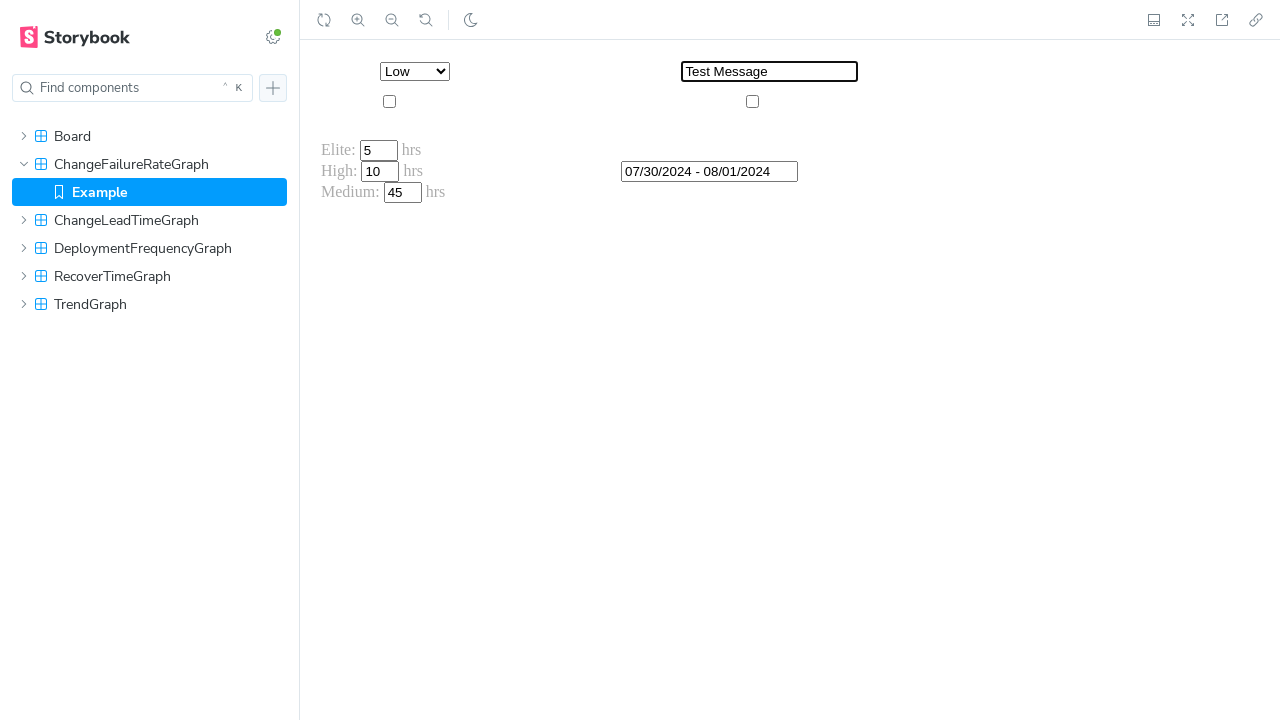 Storybook
Find components
⌃ K
Board
ChangeFailureRateGraph
Example
ChangeLeadTimeGraph
DeploymentFrequencyGraph
RecoverTimeGraph
TrendGraph
Low
Test Message
Elite: 5 hrs
High: 10 hrs
Medium: 45 hrs
07/30/2024 - 08/01/2024